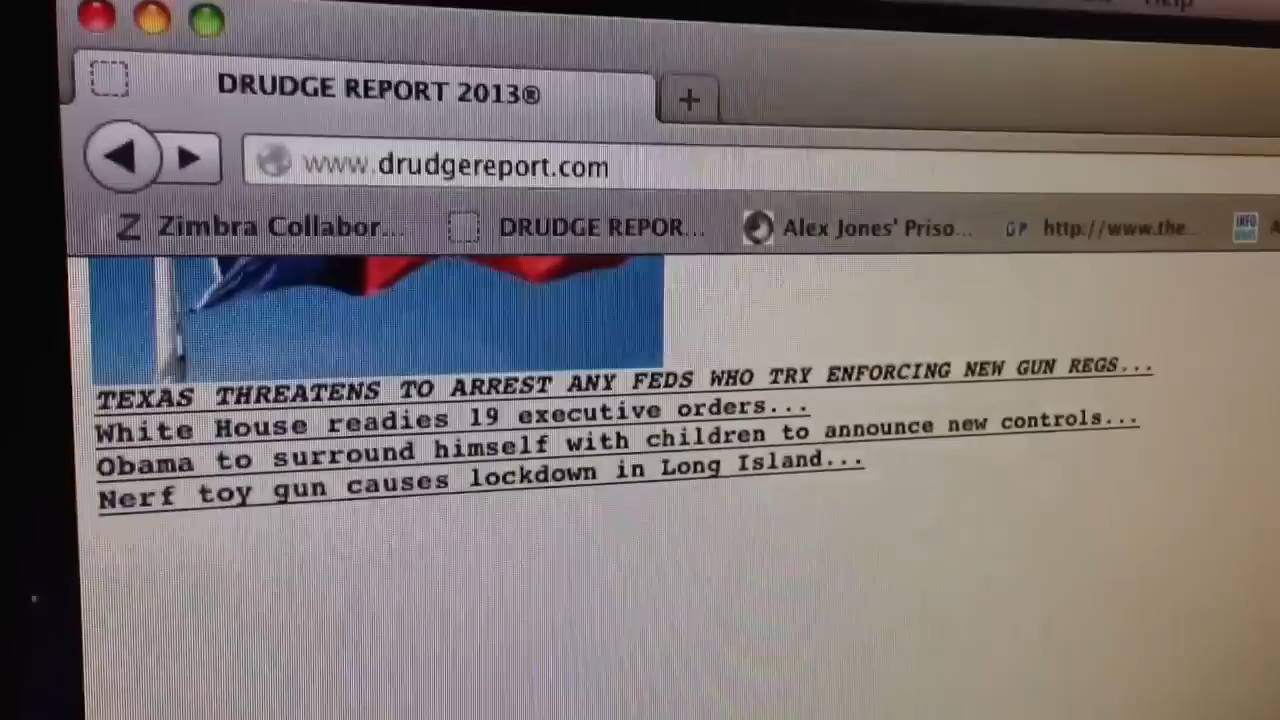 DRUDGE REPORT 2013®
www.drudgereport.com
Zimbra Collabor... DRUDGE REPOR... Alex Jones' Priso... GP http://www.the... INFO
TEXAS THREATENS TO ARREST ANY FEDS WHO TRY ENFORCING NEW GUN REGS...
White House readies 19 executive orders...
Obama to surround himself with children to announce new controls...
Nerf toy gun causes lockdown in Long Island...